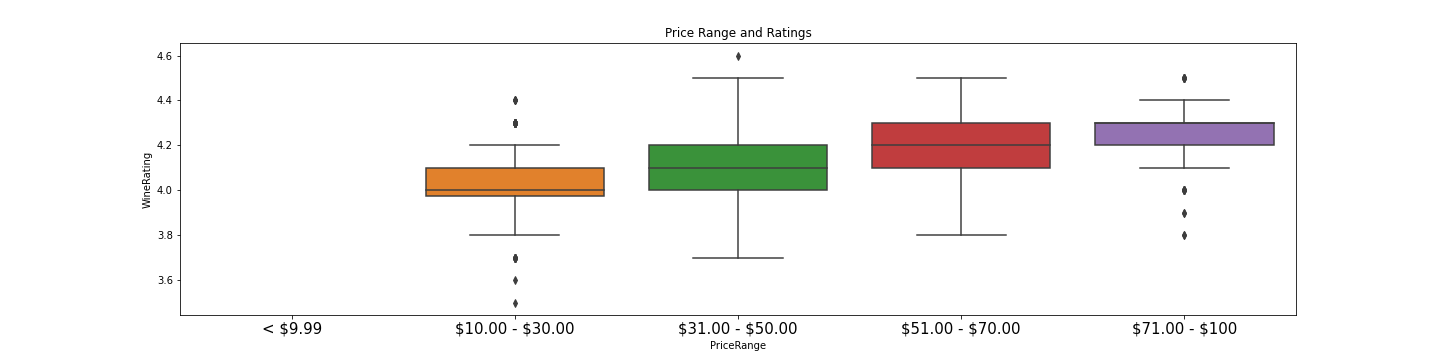 Price Range and Ratings
WineRating
4.6
4.4
4.2
4.0
3.8
3.6
< $9.99
$10.00 - $30.00
$31.00 - $50.00
$51.00 - $70.00
$71.00 - $100
PriceRange